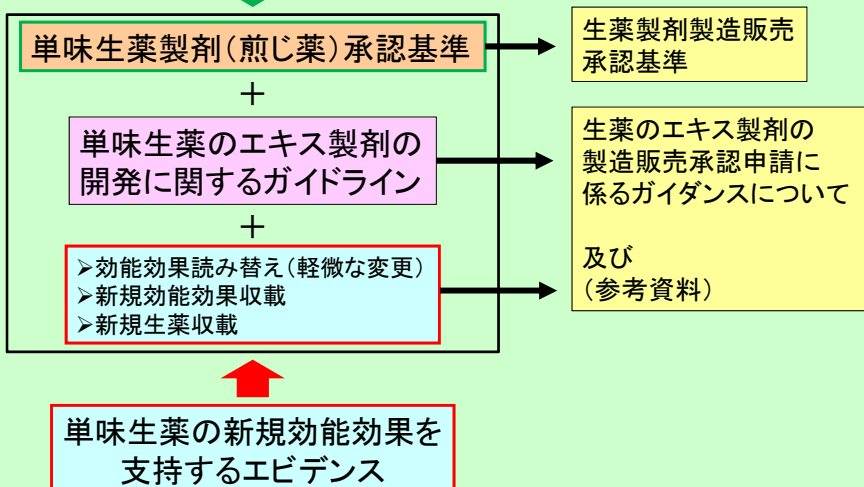 単味生薬製剤（煎じ薬）承認基準
生薬製剤製造販売
承認基準
＋
単味生薬のエキス製剤の
開発に関するガイドライン
生薬のエキス製剤の
製造販売承認申請に
係るガイダンスについて
及び
（参考資料）
＋
➢効能効果読み替え（軽微な変更）
➢新規効能効果収載
➢新規生薬収載
単味生薬の新規効能効果を
支持するエビデンス